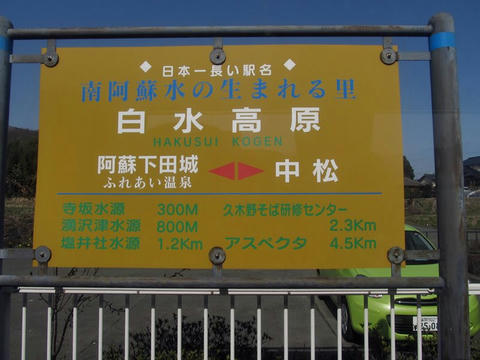 ◆日本一長い駅名◆
南阿蘇水の生まれる里
白水高原
HAKUSUI KOGEN
阿蘇下田城 中松
ふれあい温泉
寺坂水源 300M 久木野そば研修センター
湧沢津水源 800M 2.3Km
塩井社水源 1.2Km アスペクタ 4.5Km